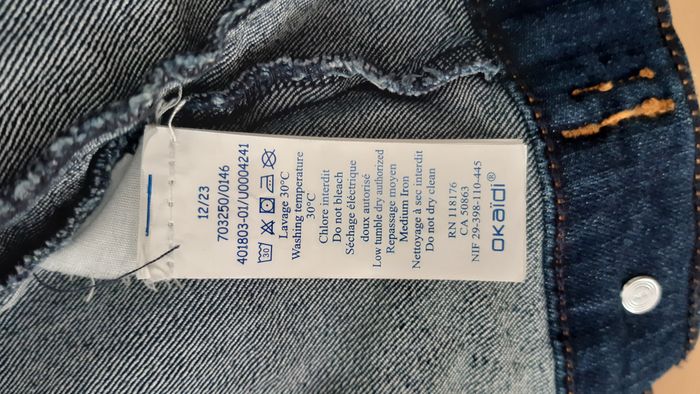 12/23
703250/0146
401803-01/U0004241
30
Lavage 30°C
Washing temperature
30°C
Chlore interdit
Do not bleach
Séchage électrique
doux autorisé
Low tumble dry authorized
Repassage moyen
Medium Iron
Nettoyage à sec interdit
Do not dry clean
RN 118176
CA 50863
NIF 29-398-110-445
okaïdi®